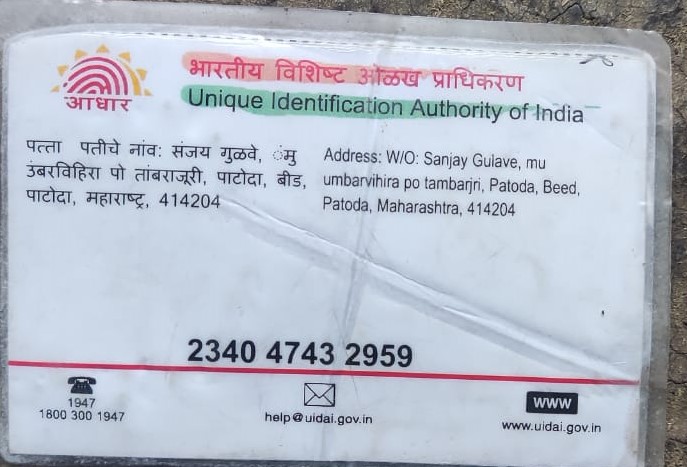 आधार
भारतीय विशिष्ट ओळख प्राधिकरण
Unique Identification Authority of India
पत्ता पतीचे नांव: संजय गुळवे, ंमु
उंबरविहिरा पो तांबराजूरी, पाटोदा, बीड,
पाटोदा, महाराष्ट्र, 414204
Address: W/O: Sanjay Gulave, mu
umbarvihira po tambarjri, Patoda, Beed,
Patoda, Maharashtra, 414204
2340 4743 2959
1947
1800 300 1947
help@uidai.gov.in
www
www.uidai.gov.in